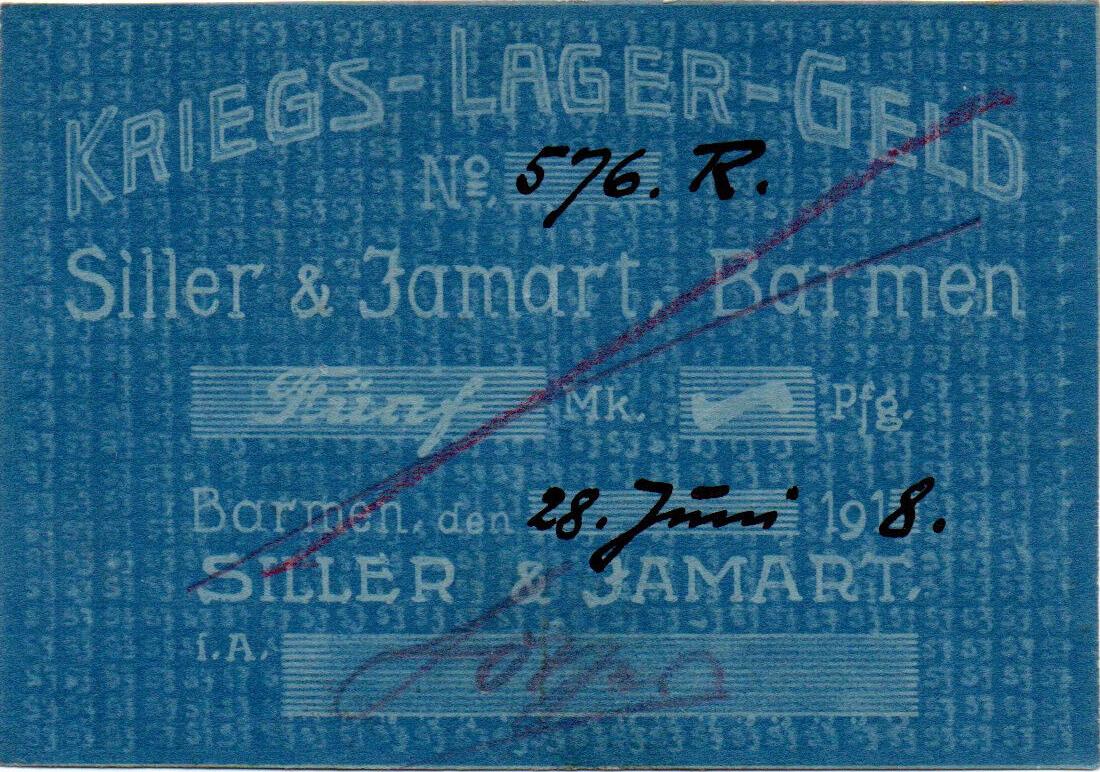 KRIEGS-LAGER-GELD
No. 576. R.
Siller & Jamart, Barmen
Fünf Mk. — Pfg.
Barmen, den 28. Juni 1918.
SILLER & JAMART.
i.A.